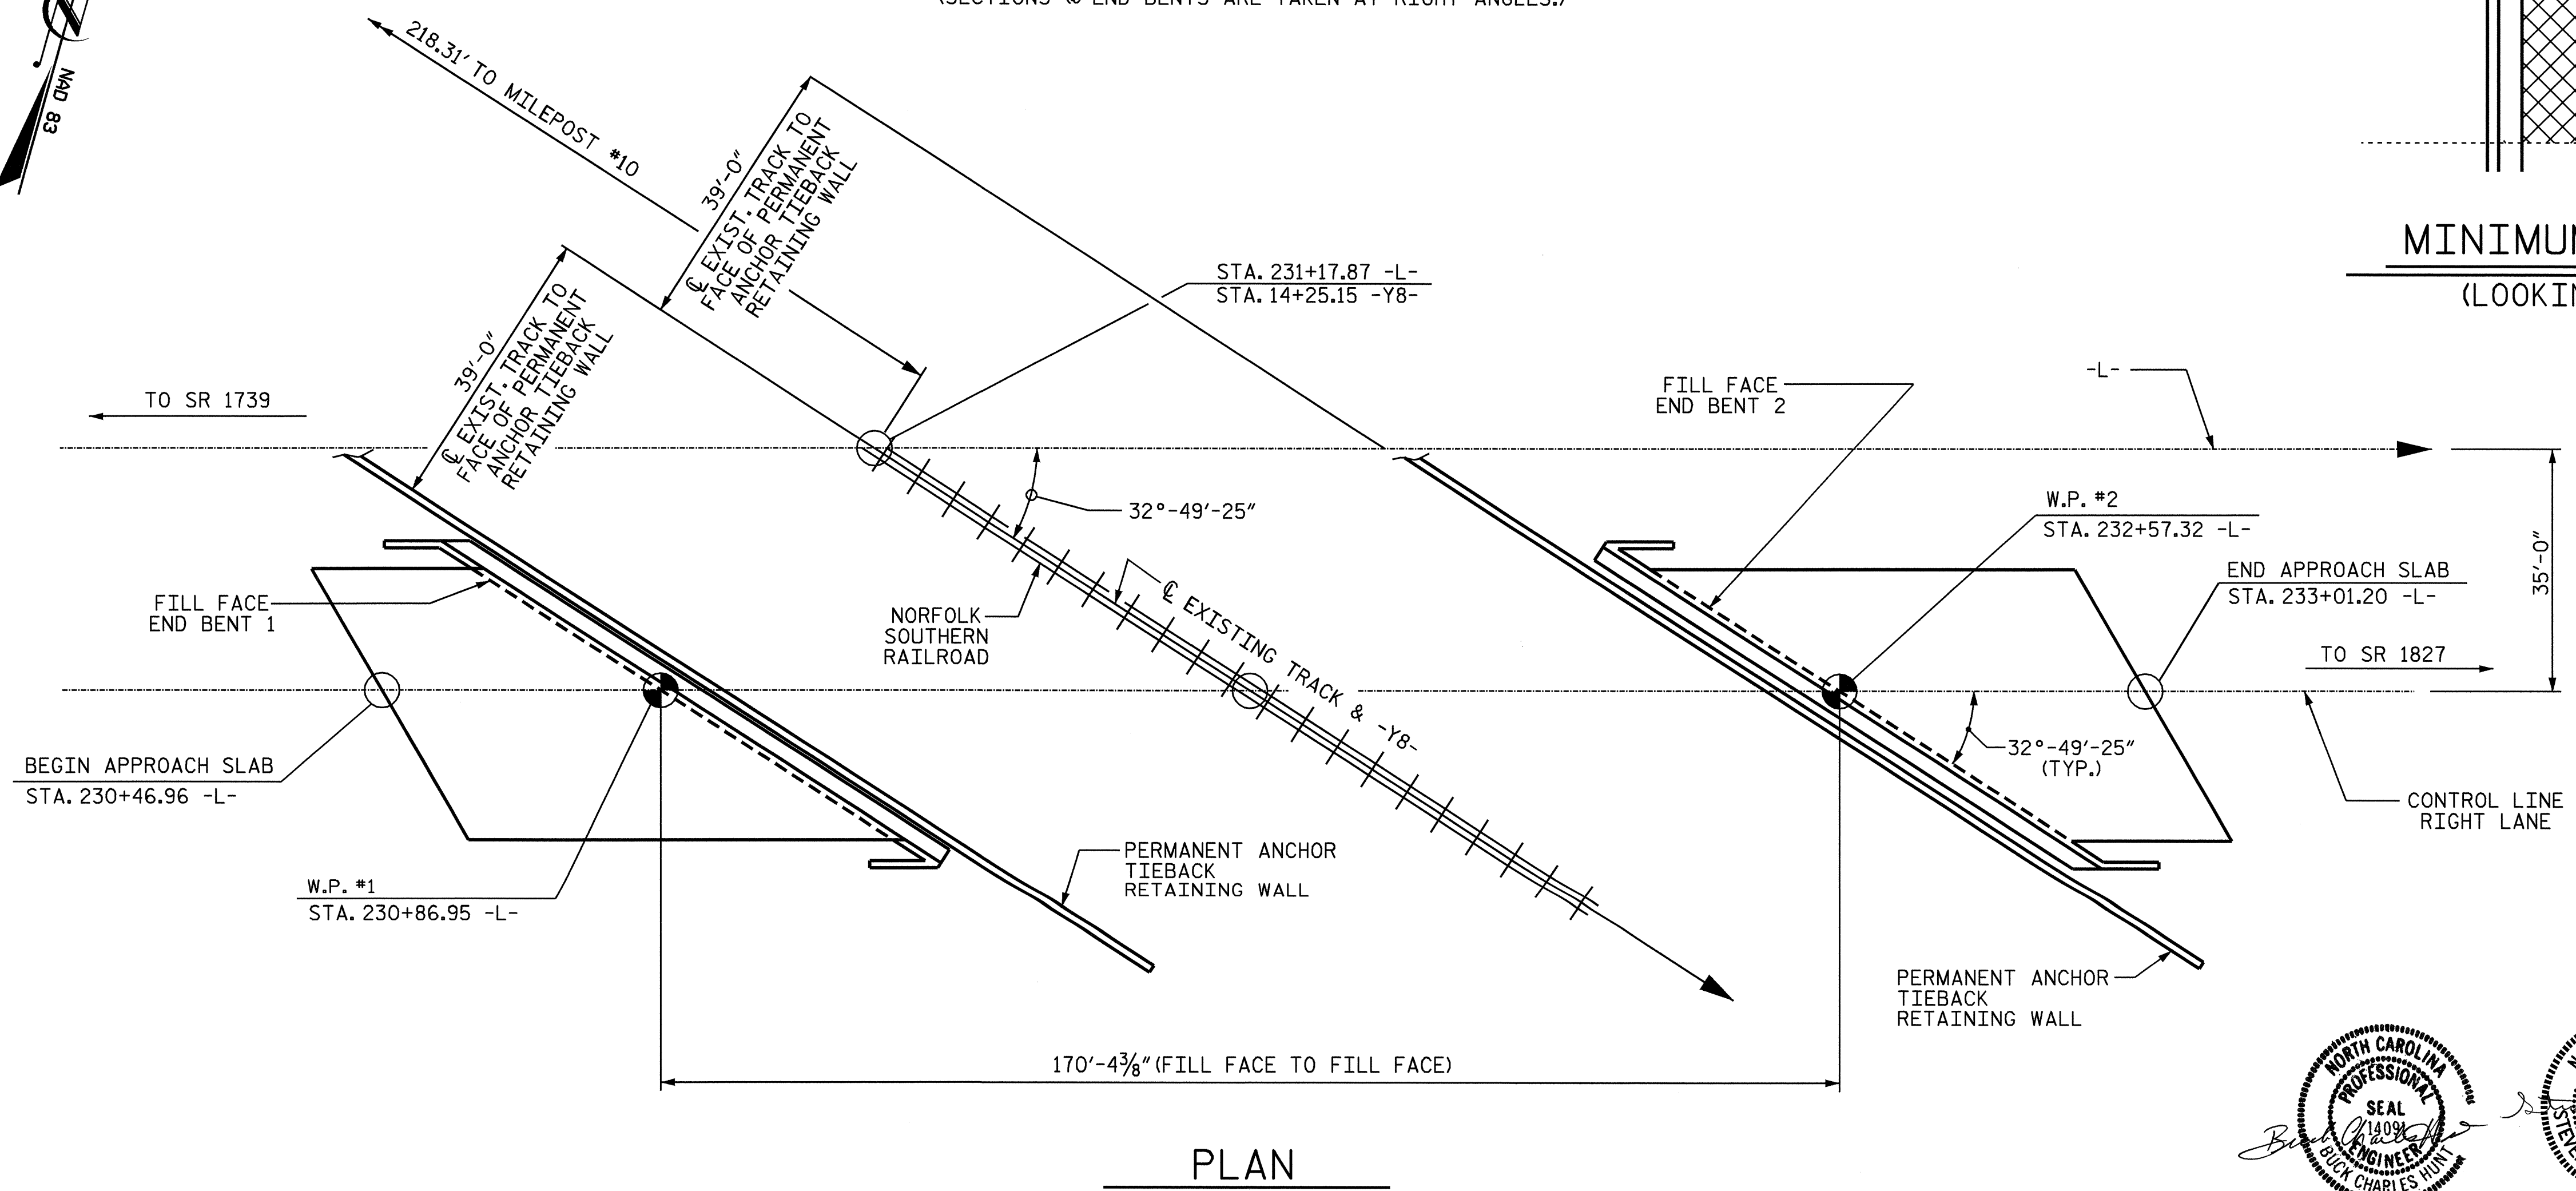 (SECTIONS @ END BENTS ARE TAKEN AT RIGHT ANGLES.)
NAD 83
218.31' TO MILEPOST #10
39'-0"
℄ EXIST. TRACK TO
FACE OF PERMANENT
ANCHOR TIEBACK
RETAINING WALL
39'-0"
℄ EXIST. TRACK TO
FACE OF PERMANENT
ANCHOR TIEBACK
RETAINING WALL
STA. 231+17.87 -L-
STA. 14+25.15 -Y8-
(LOOKIN
TO SR 1739
FILL FACE
END BENT 2
-L-
32°-49'-25"
W.P. #2
STA. 232+57.32 -L-
35'-0"
END APPROACH SLAB
STA. 233+01.20 -L-
FILL FACE
END BENT 1
NORFOLK
SOUTHERN
RAILROAD
℄ EXISTING TRACK & -Y8-
TO SR 1827
32°-49'-25"
(TYP.)
BEGIN APPROACH SLAB
STA. 230+46.96 -L-
CONTROL LINE
RIGHT LANE
W.P. #1
STA. 230+86.95 -L-
PERMANENT ANCHOR
TIEBACK
RETAINING WALL
PERMANENT ANCHOR
TIEBACK
RETAINING WALL
170'-4⅜" (FILL FACE TO FILL FACE)
PLAN
NORTH CAROLINA
PROFESSIONAL
SEAL
14091
ENGINEER
BUCK CHARLES HUNT